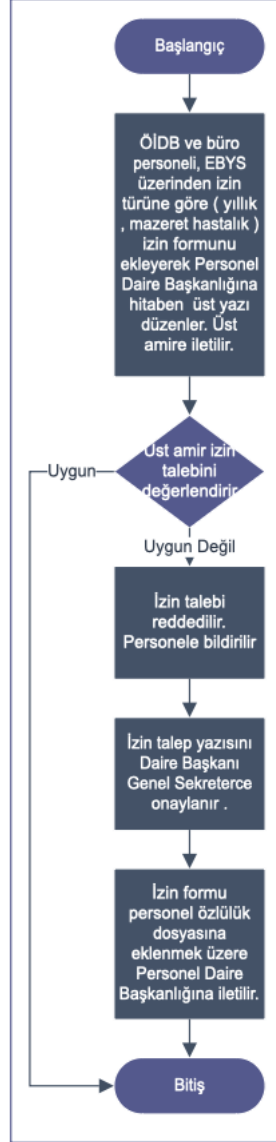 Başlangıç
ÖİDB ve büro
personeli, EBYS
üzerinden izin
türüne göre ( yıllık
, mazeret hastalık )
izin formunu
ekleyerek Personel
Daire Başkanlığına
hitaben üst yazı
düzenler. Üst
amire iletilir.
Üst amir izin
talebini
değerlendir
Uygun
Uygun Değil
İzin talebi
reddedilir.
Personele bildirilir
İzin talep yazısını
Daire Başkanı
Genel Sekreterce
onaylanır .
İzin formu
personel özlülük
dosyasına
eklenmek üzere
Personel Daire
Başkanlığına iletilir.
Bitiş